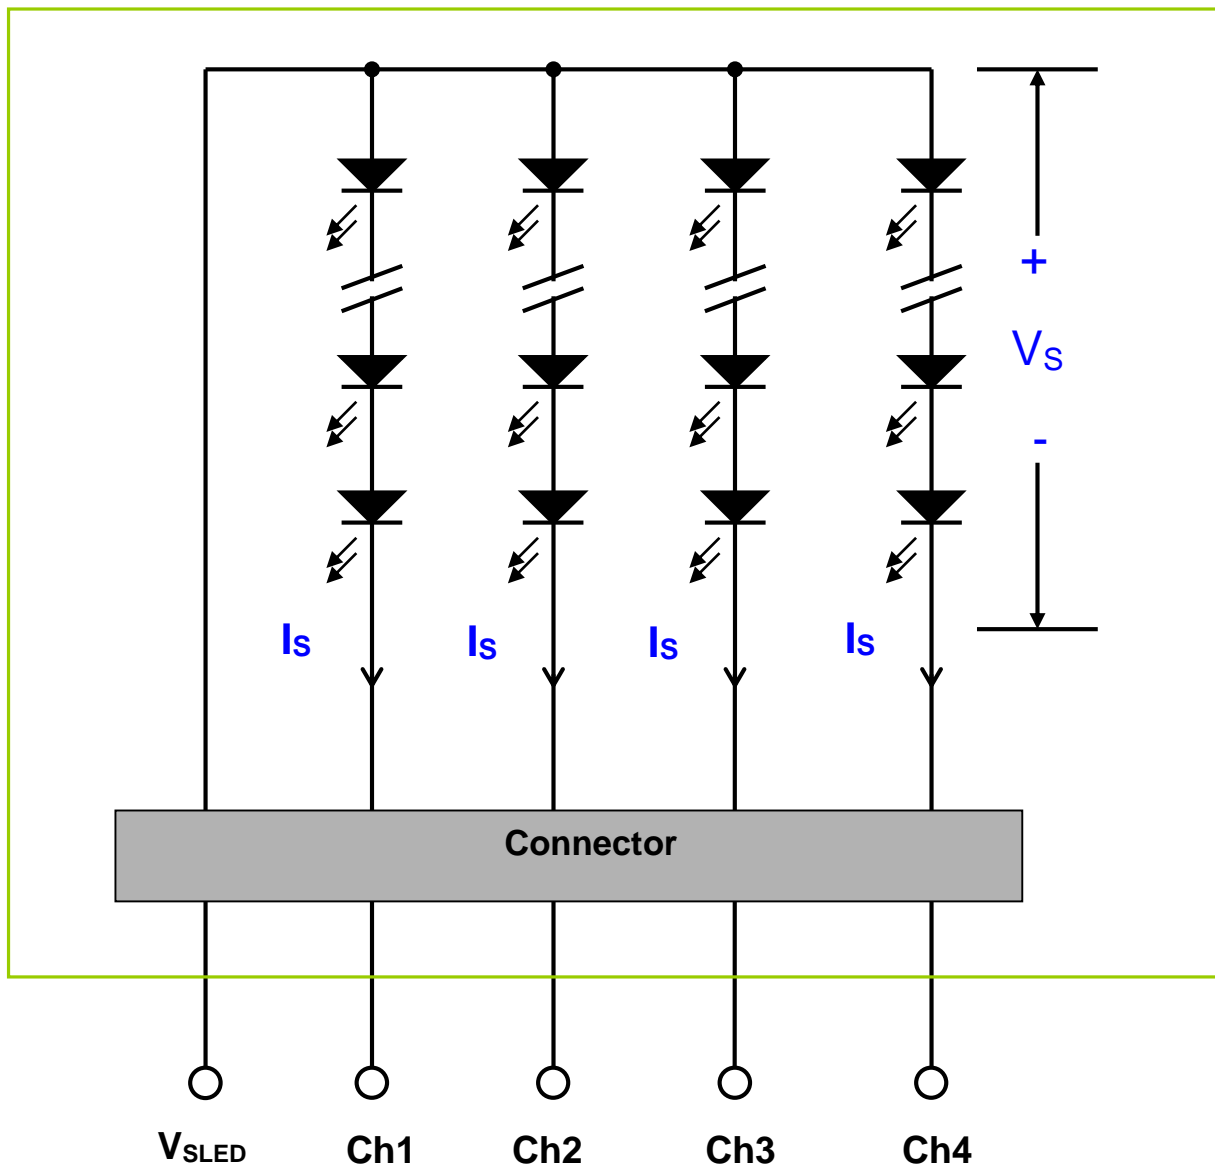 +
VS
-
IS IS IS IS
Connector
VSLED Ch1 Ch2 Ch3 Ch4